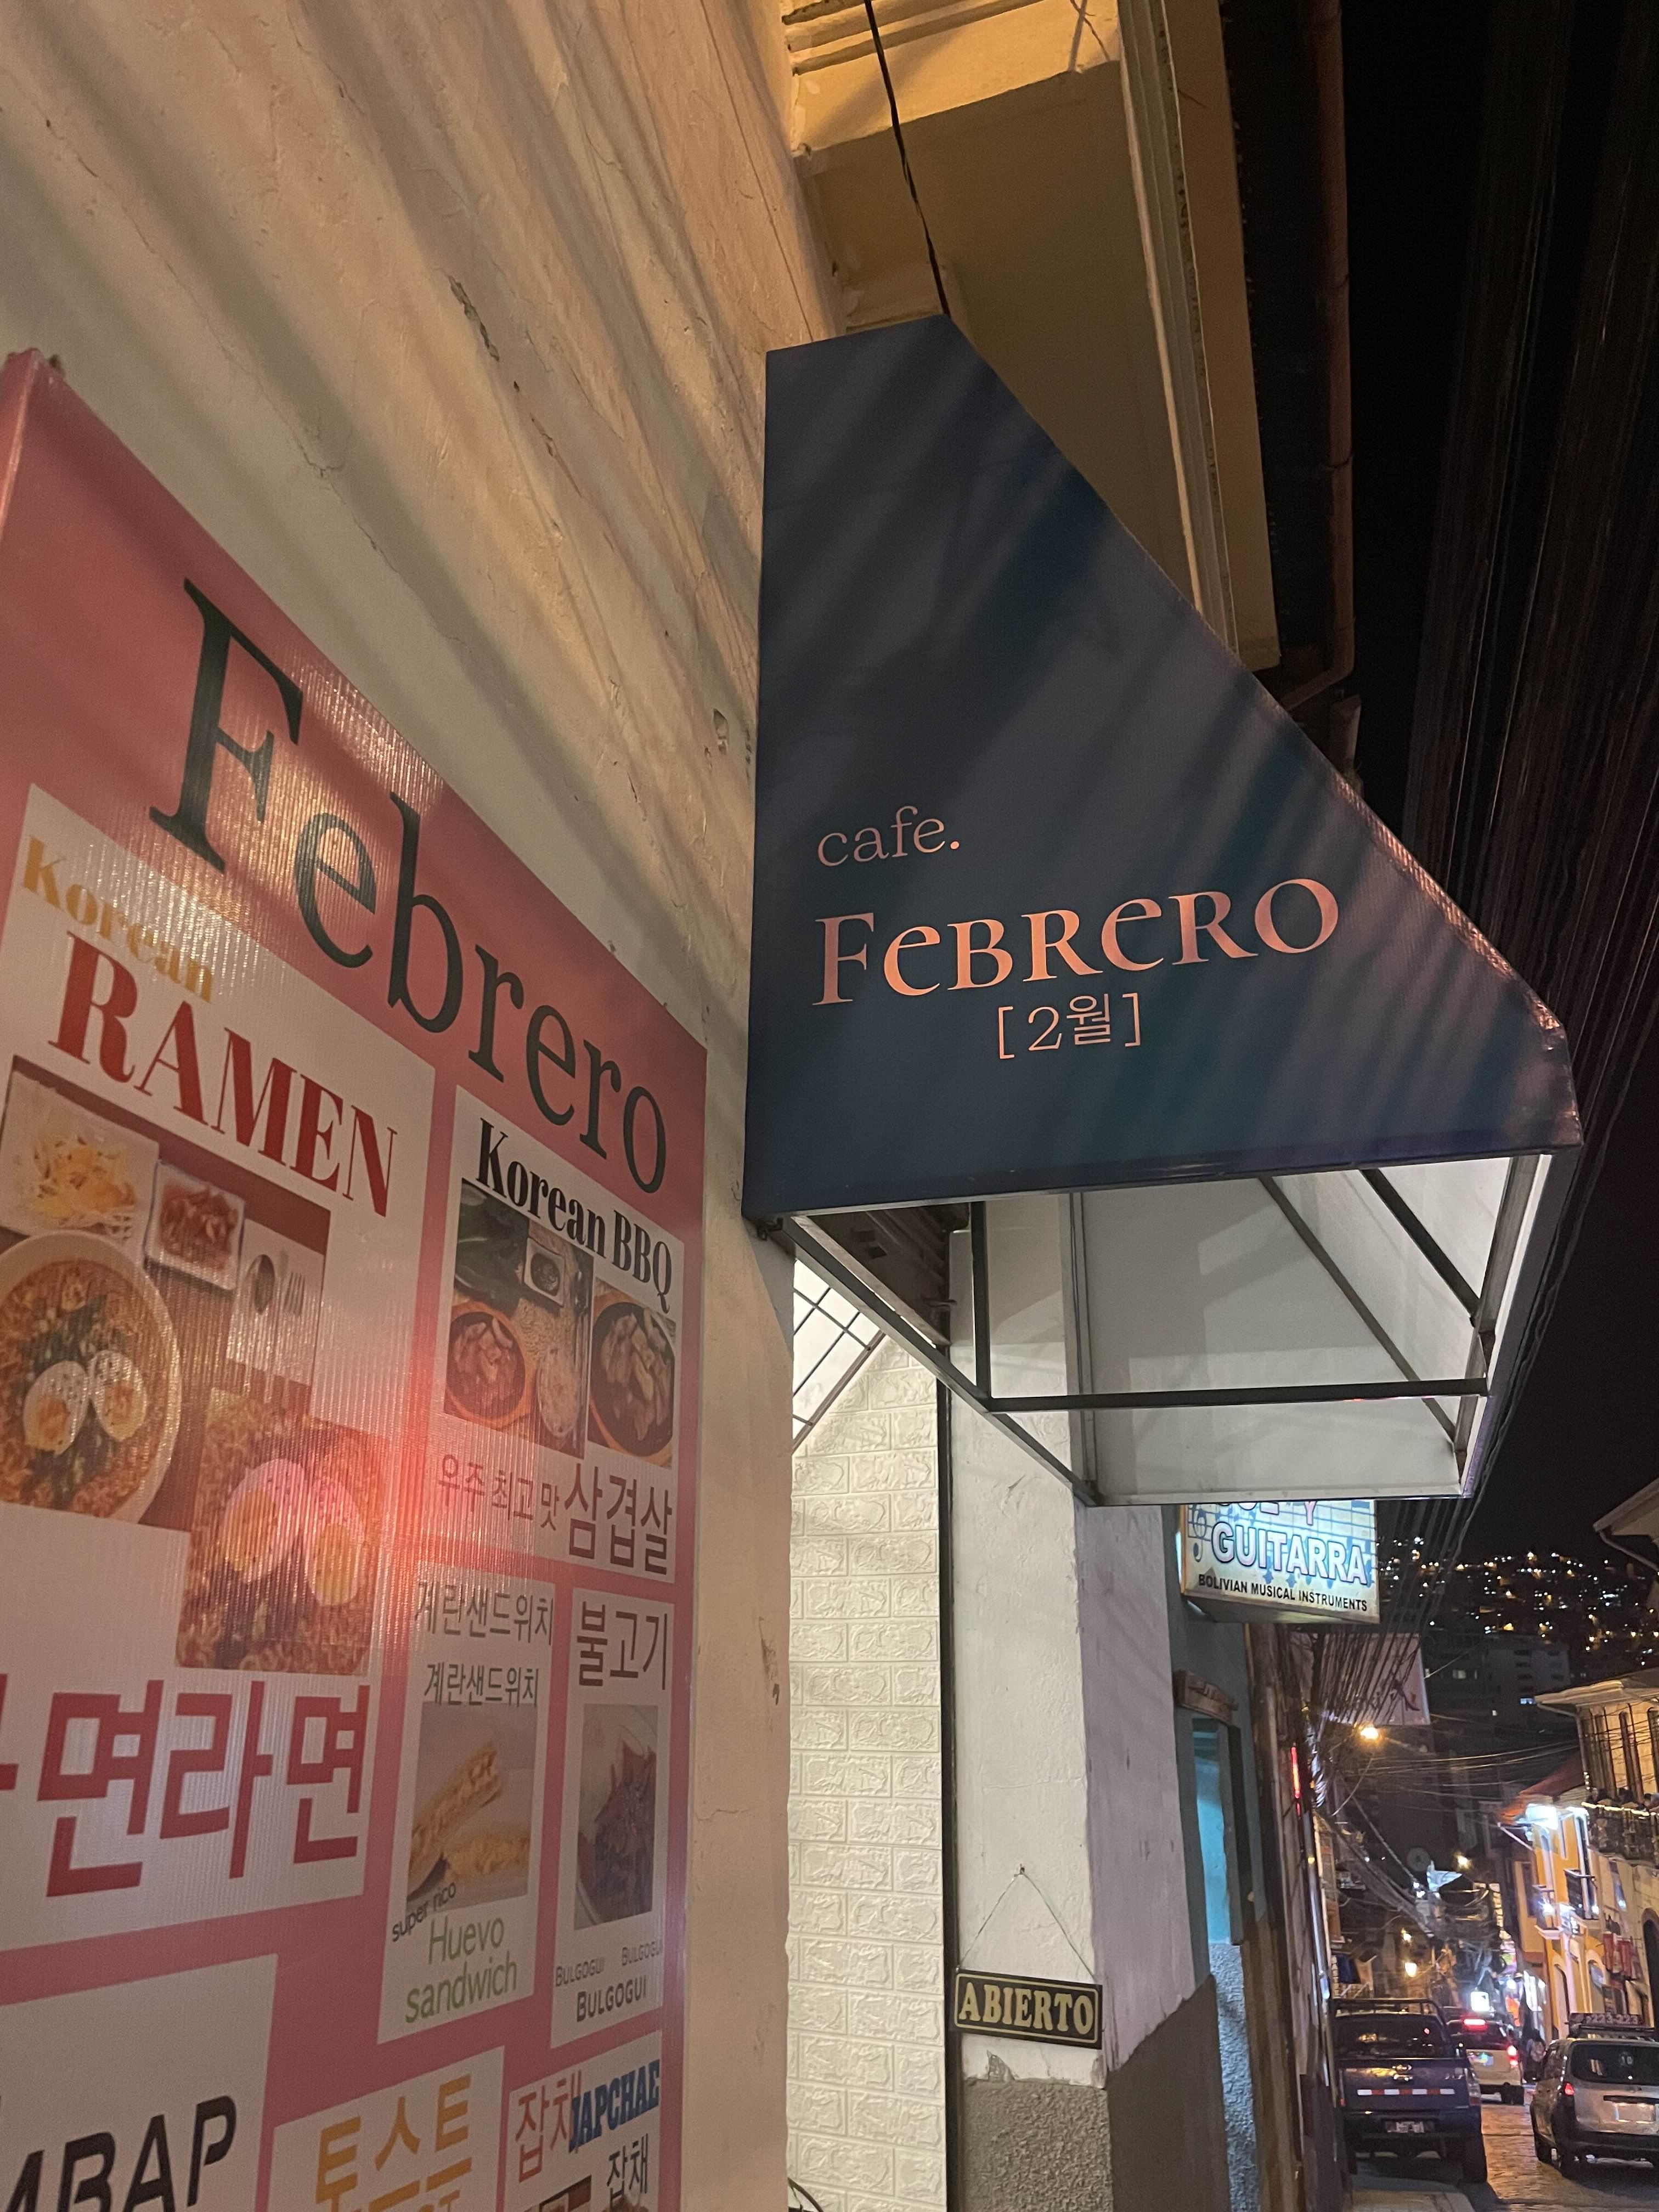 Febrero
Korean
RAMEN
Korean BBQ
우주최고맛 삼겹살
계란샌드위치
계란샌드위치
super rico
Huevo
sandwich
불고기
BULGOGUI BULGOGUI
BULGOGUI
면라면
토스트
잡채 JAPCHAE
잡채
cafe.
FeBReRO
[2월]
GUITARRA
BOLIVIAN MUSICAL INSTRUMENTS
ABIERTO